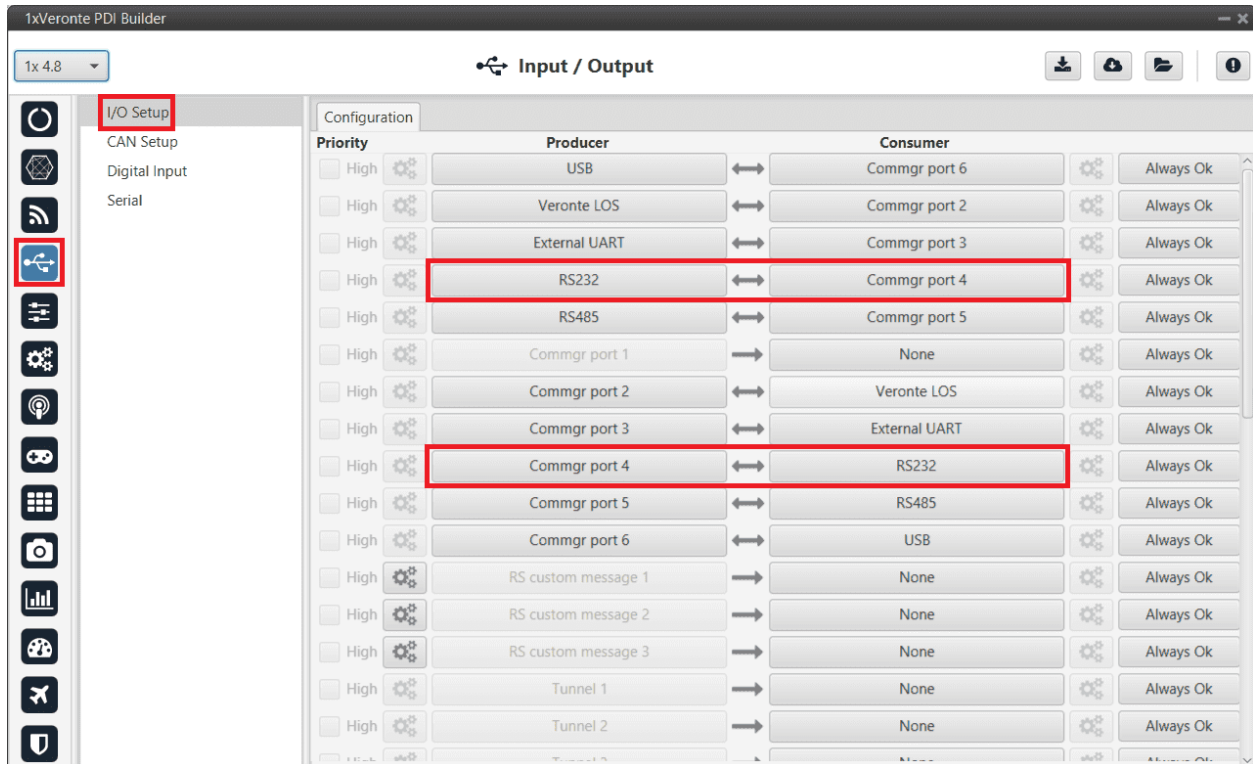 1xVeronte PDI Builder
1x 4.8
Input / Output
I/O Setup
CAN Setup
Digital Input
Serial
Configuration
Priority Producer Consumer
High USB Commgr port 6 Always Ok
High Veronte LOS Commgr port 2 Always Ok
High External UART Commgr port 3 Always Ok
High RS232 Commgr port 4 Always Ok
High RS485 Commgr port 5 Always Ok
High Commgr port 1 None Always Ok
High Commgr port 2 Veronte LOS Always Ok
High Commgr port 3 External UART Always Ok
High Commgr port 4 RS232 Always Ok
High Commgr port 5 RS485 Always Ok
High Commgr port 6 USB Always Ok
High RS custom message 1 None Always Ok
High RS custom message 2 None Always Ok
High RS custom message 3 None Always Ok
High Tunnel 1 None Always Ok
High Tunnel 2 None Always Ok